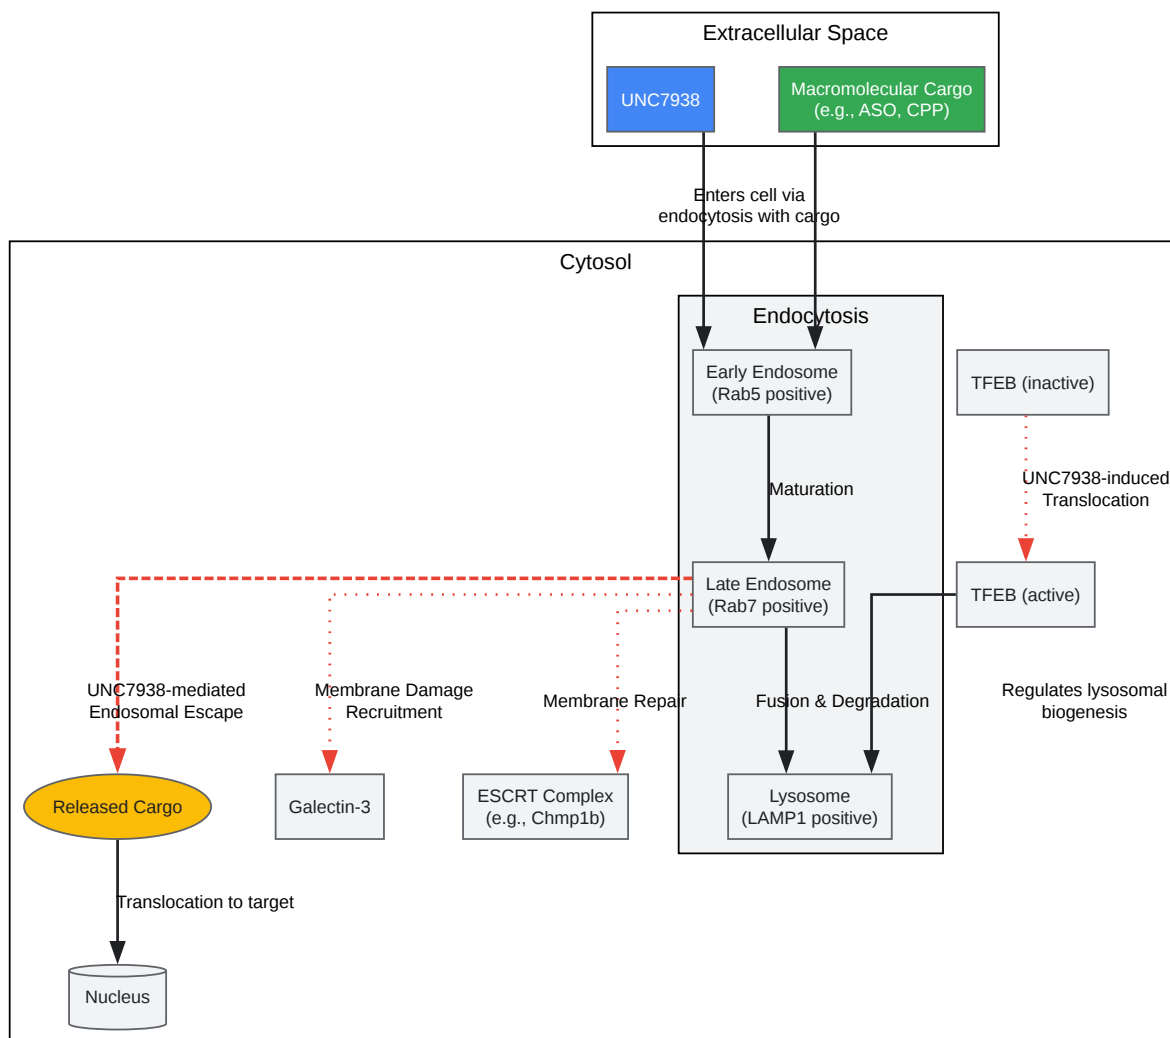 Extracellular Space
UNC7938
Macromolecular Cargo
(e.g., ASO, CPP)
Enters cell via
endocytosis with cargo
Cytosol
Endocytosis
Early Endosome
(Rab5 positive)
TFEB (inactive)
Maturation
UNC7938-induced
Translocation
Late Endosome
(Rab7 positive)
TFEB (active)
UNC7938-mediated
Endosomal Escape
Membrane Damage
Recruitment
Membrane Repair
Fusion & Degradation
Regulates lysosomal
biogenesis
Released Cargo
Galectin-3
ESCRT Complex
(e.g., Chmp1b)
Lysosome
(LAMP1 positive)
Translocation to target
Nucleus